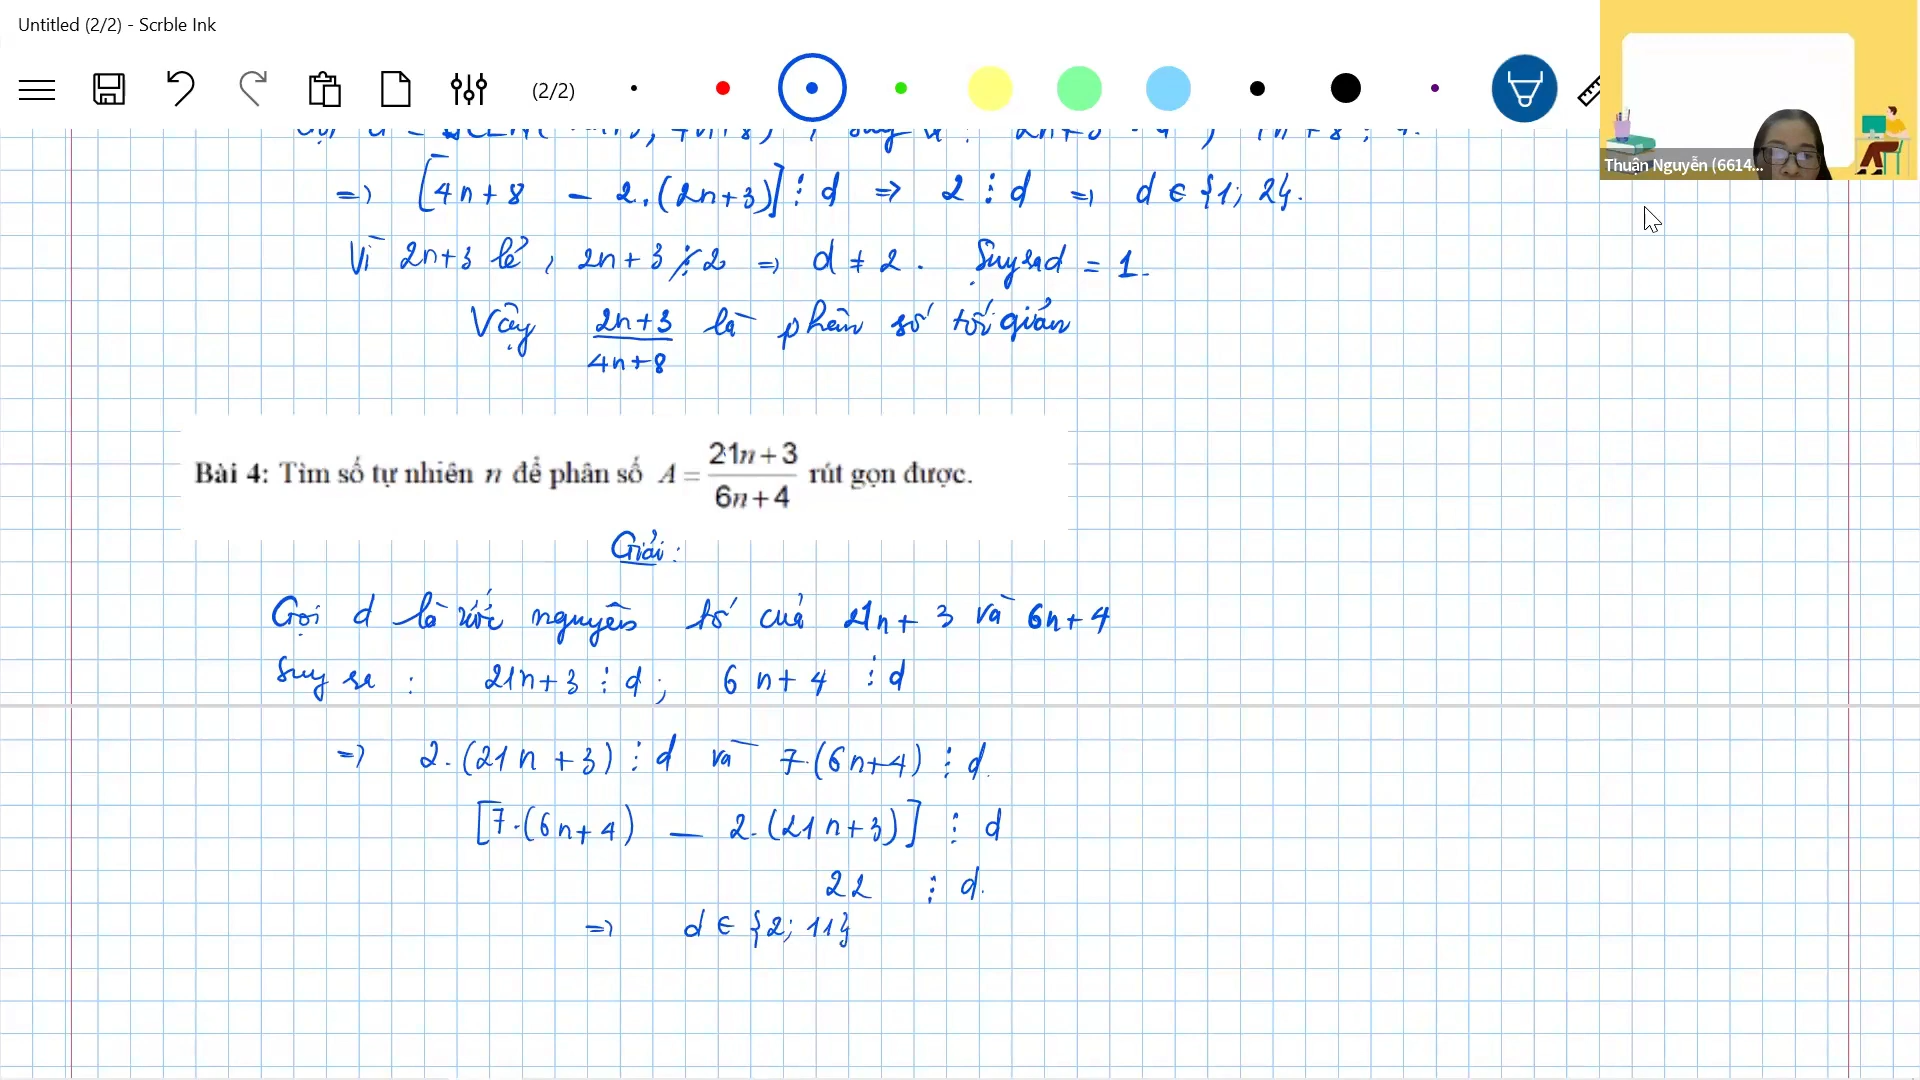 Untitled (2/2) - Scrble Ink
(2/2)
Thuận Nguyễn (6614...
=> [4n+8 - 2.(2n+3)] ⋮ d => 2 ⋮ d => d ∈ {1; 2}.
Vì 2n+3 lẻ, 2n+3 ⋮̸ 2 => d ≠ 2. Suy ra d = 1.
Vậy 2n+3/4n+8 là phân số tối giản
Bài 4: Tìm số tự nhiên n để phân số A = 21n+3/6n+4 rút gọn được.
Giải:
Gọi d là ước nguyên tố của 21n+3 và 6n+4
Suy ra : 21n+3 ⋮ d; 6n+4 ⋮ d
=> 2.(21n+3) ⋮ d và 7.(6n+4) ⋮ d.
[7.(6n+4) - 2.(21n+3)] ⋮ d
22 ⋮ d.
=> d ∈ {2; 11}